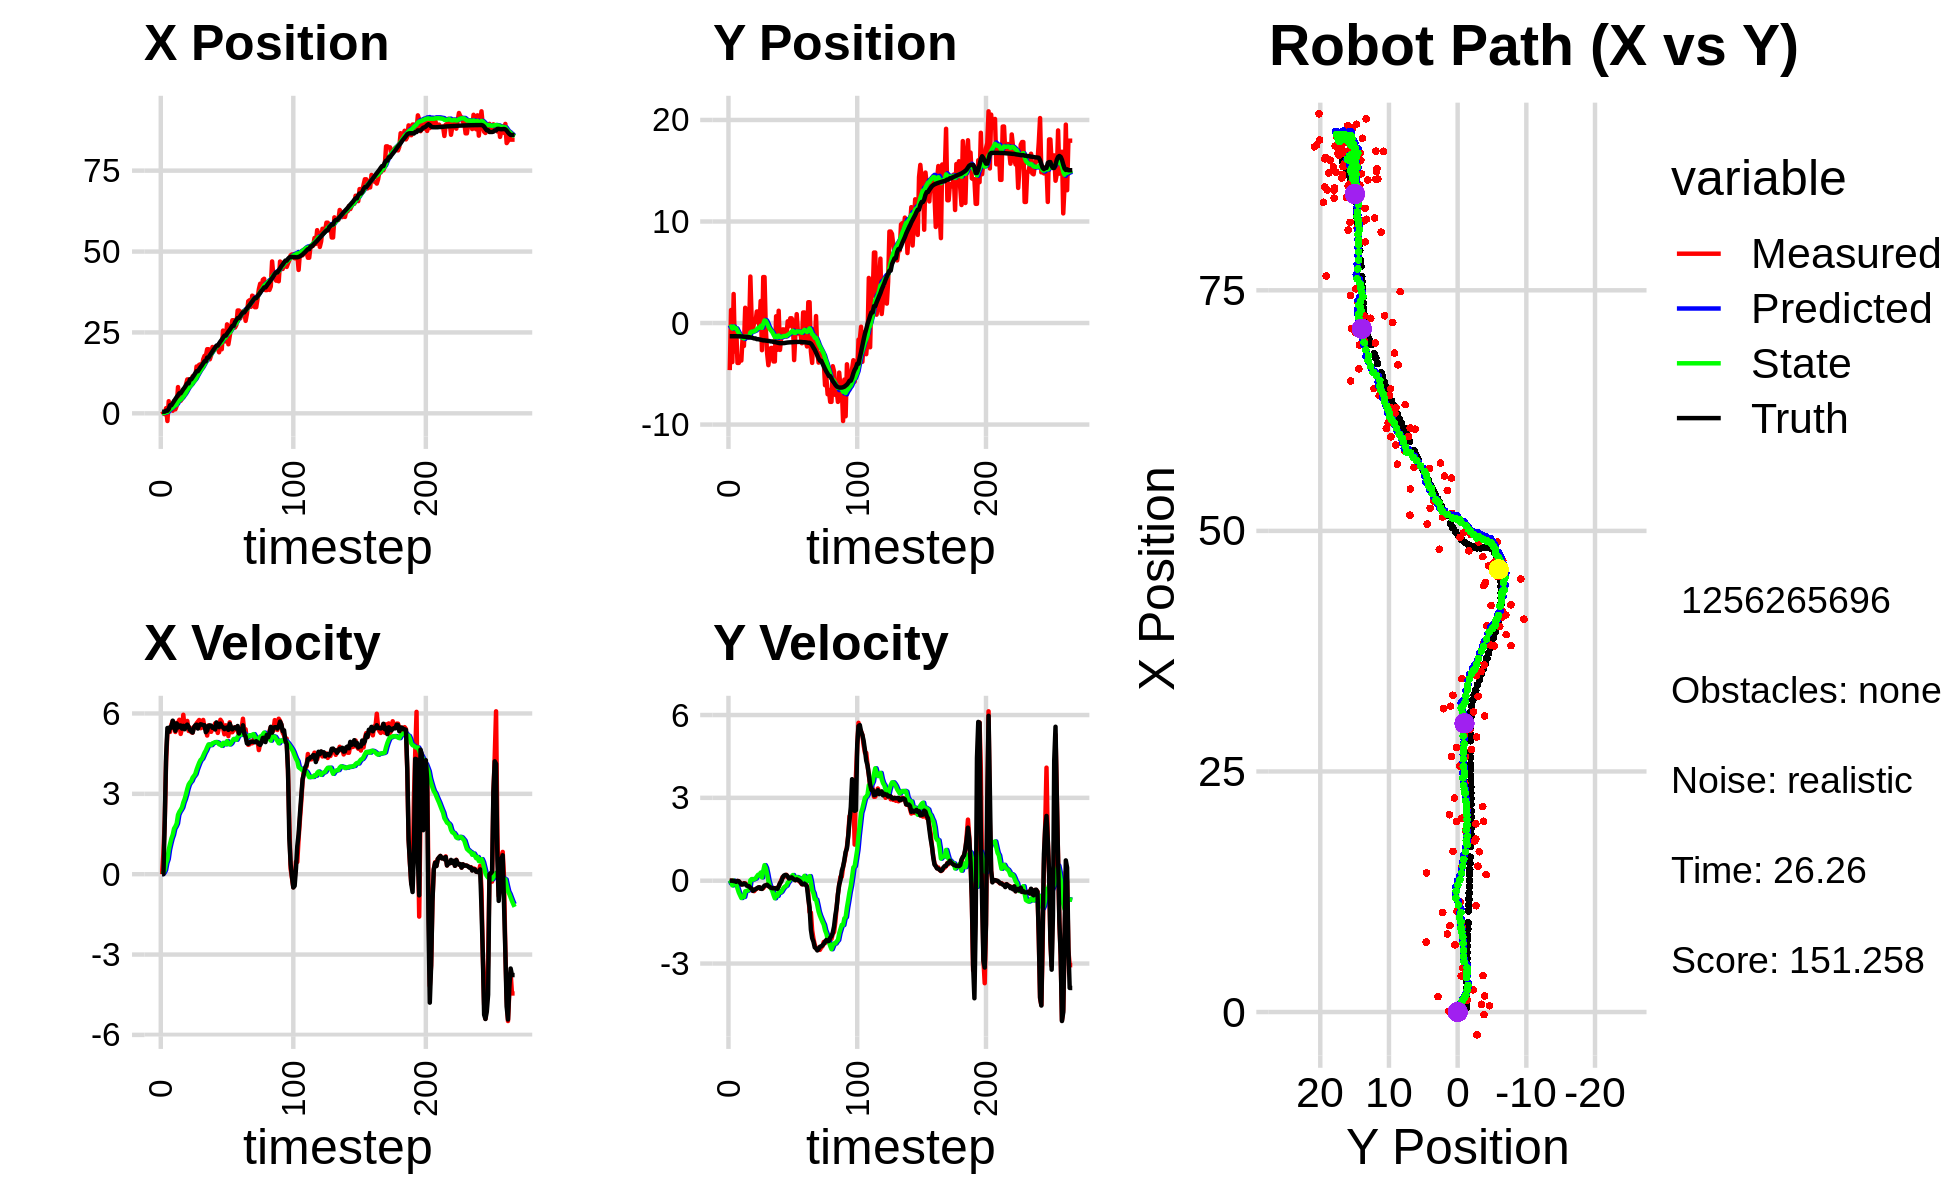 X Position
75
50
25
0
0
100
200
timestep
Y Position
20
10
0
-10
0
100
200
timestep
X Velocity
6
3
0
-3
-6
0
100
200
timestep
Y Velocity
6
3
0
-3
0
100
200
timestep
Robot Path (X vs Y)
X Position
75
50
25
0
20 10 0 -10 -20
Y Position
variable
Measured
Predicted
State
Truth
1256265696
Obstacles: none
Noise: realistic
Time: 26.26
Score: 151.258